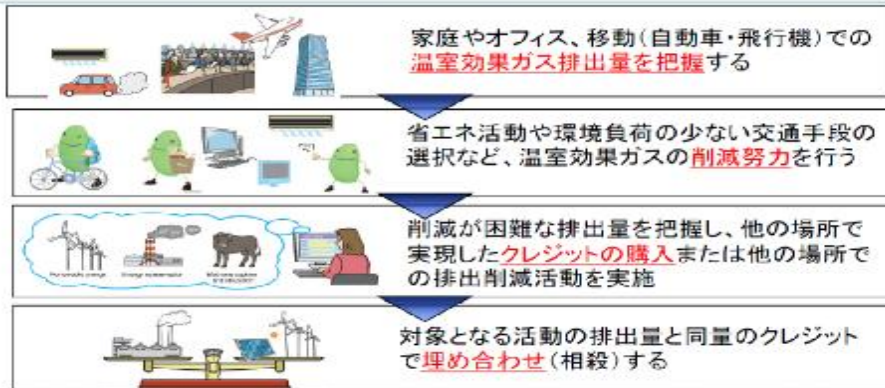 家庭やオフィス、移動(自動車・飛行機)での
温室効果ガス排出量を把握する
省エネ活動や環境負荷の少ない交通手段の
選択など、温室効果ガスの削減努力を行う
削減が困難な排出量を把握し、他の場所で
実現したクレジットの購入または他の場所で
の排出削減活動を実施
対象となる活動の排出量と同量のクレジット
で埋め合わせ(相殺)する